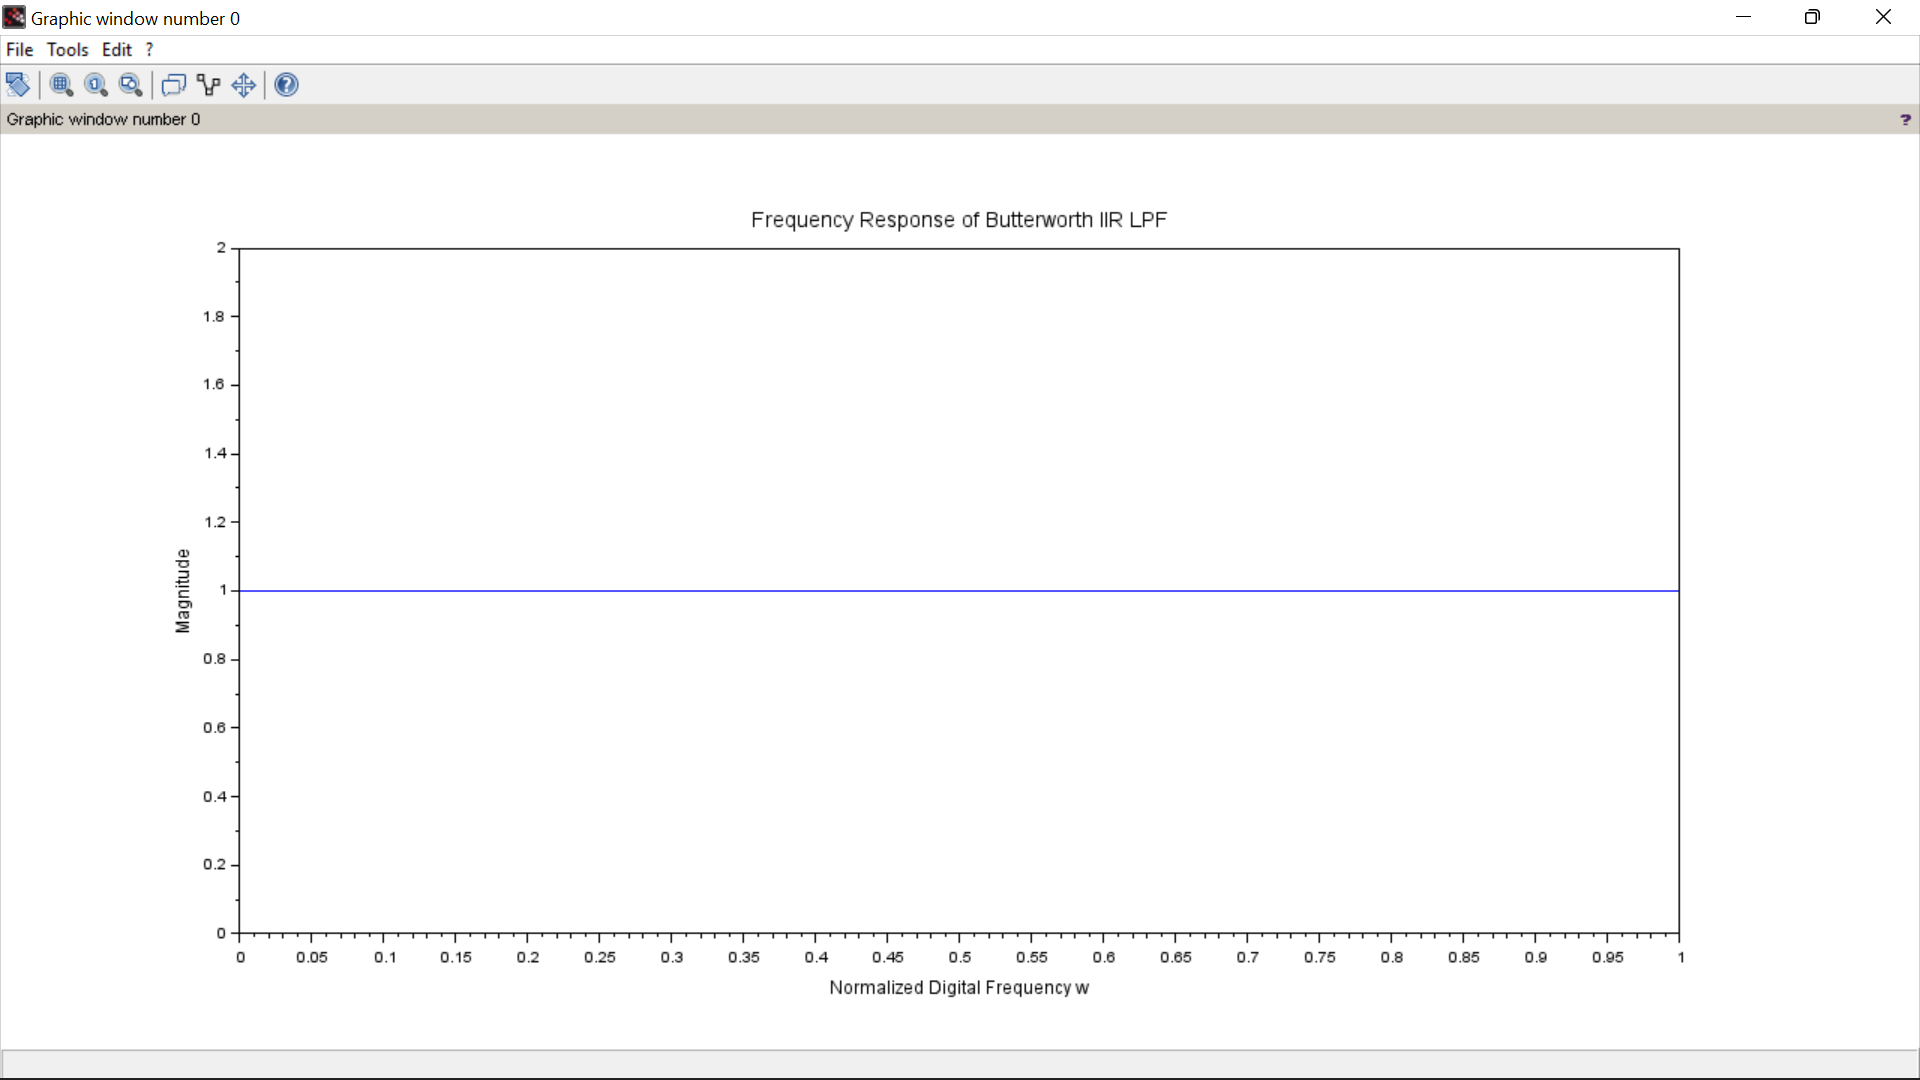 Graphic window number 0
File Tools Edit ?
Graphic window number 0 ?
Frequency Response of Butterworth IIR LPF
2
1.8
1.6
1.4
1.2
1
0.8
0.6
0.4
0.2
0
Magnitude
0 0.05 0.1 0.15 0.2 0.25 0.3 0.35 0.4 0.45 0.5 0.55 0.6 0.65 0.7 0.75 0.8 0.85 0.9 0.95 1
Normalized Digital Frequency w